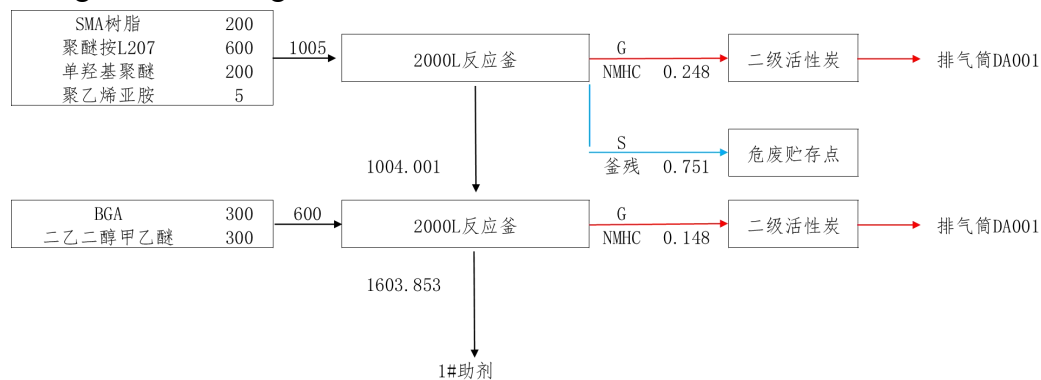 SMA树脂 200
聚醚按L207 600
单羟基聚醚 200
聚乙烯亚胺 5
1005
2000L反应釜
G
NMHC 0.248
二级活性炭
排气筒DA001
S
釜残 0.751
危废贮存点
1004.001
BGA 300
二乙二醇甲乙醚 300
600
2000L反应釜
G
NMHC 0.148
二级活性炭
排气筒DA001
1603.853
1#助剂